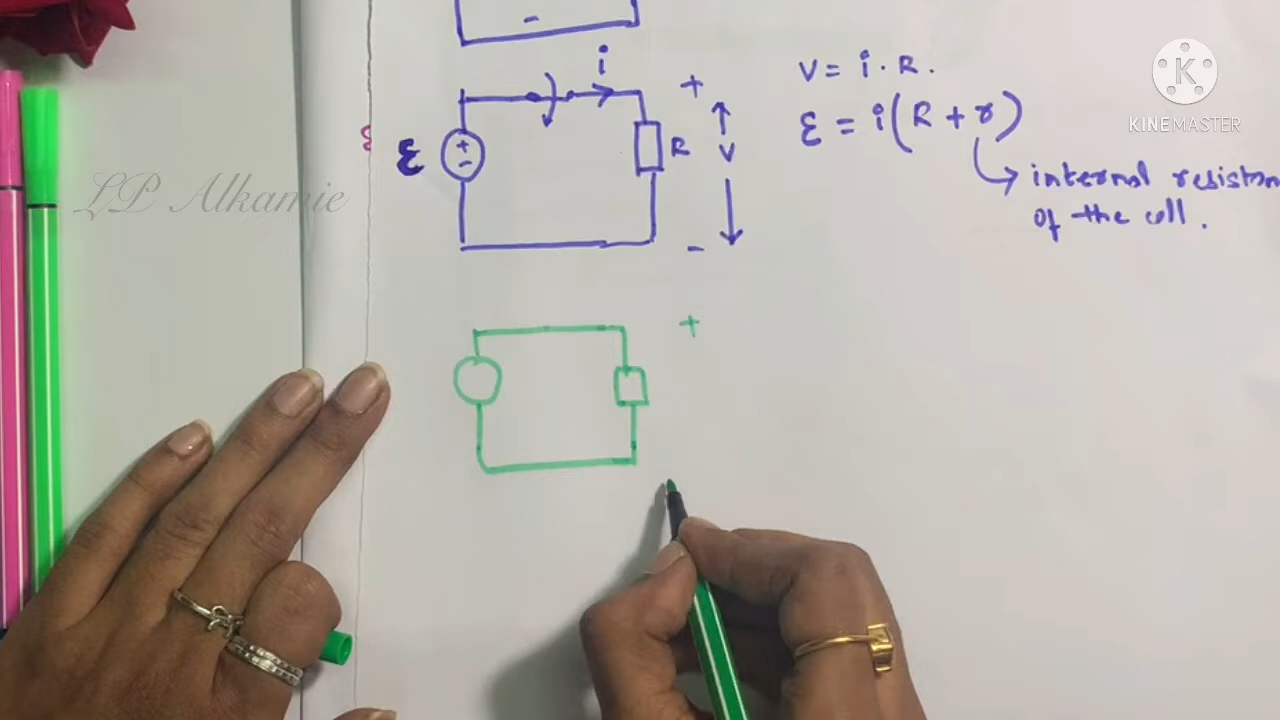 -
i
V = i . R .
KINEMASTER
+
ε = i(R + r)
ε
+
-
R
V
internal resistan
of the cell .
LP Alkamie
-
+